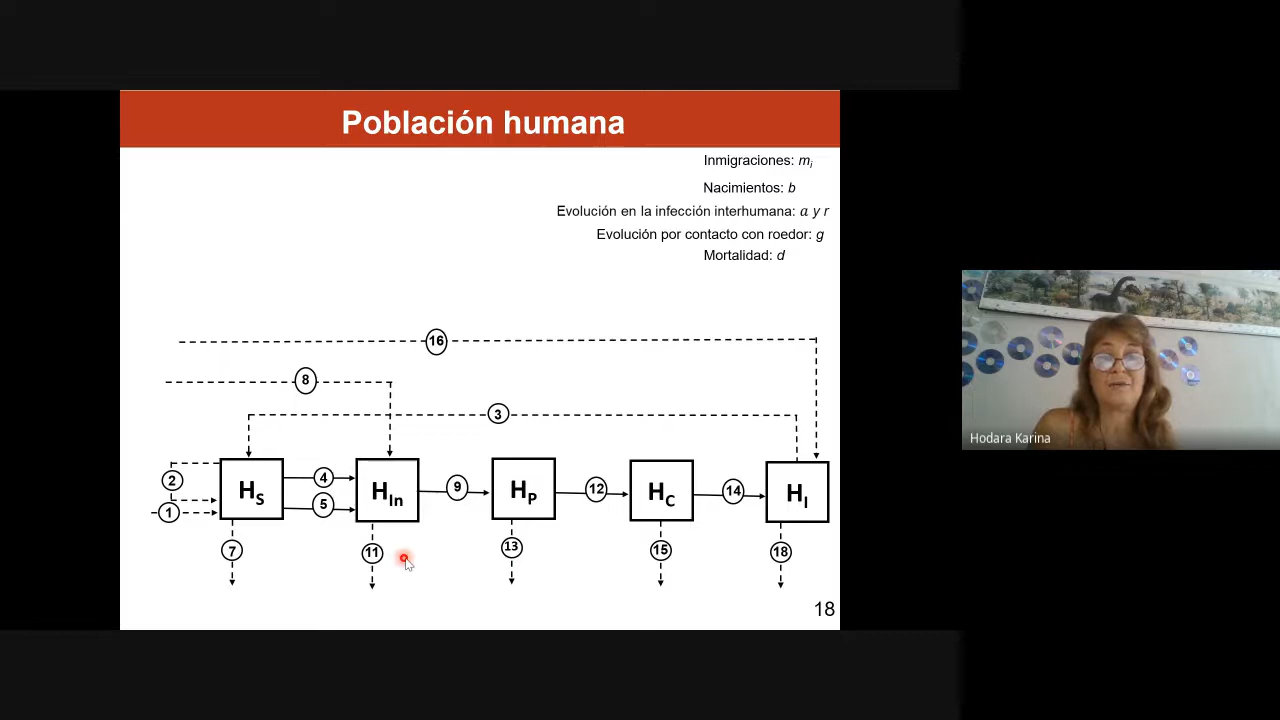 Población humana
Inmigraciones: mi
Nacimientos: b
Evolución en la infección interhumana: a y r
Evolución por contacto con roedor: g
Mortalidad: d
16
8
3
2
1
HS
4
5
HIn
9
HP
12
HC
14
HI
7
11
13
15
18
18
Hodara Karina